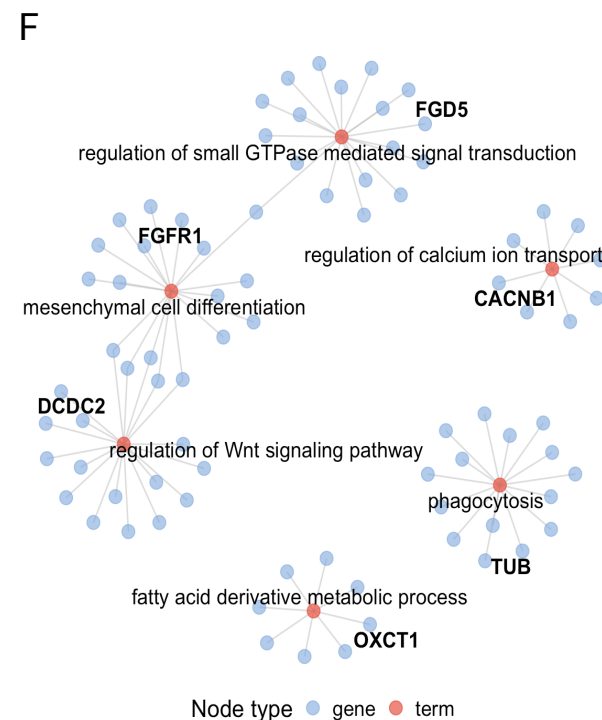 F
FGD5
regulation of small GTPase mediated signal transduction
FGFR1
regulation of calcium ion transport
CACNB1
mesenchymal cell differentiation
DCDC2
regulation of Wnt signaling pathway
phagocytosis
TUB
fatty acid derivative metabolic process
OXCT1
Node type gene term